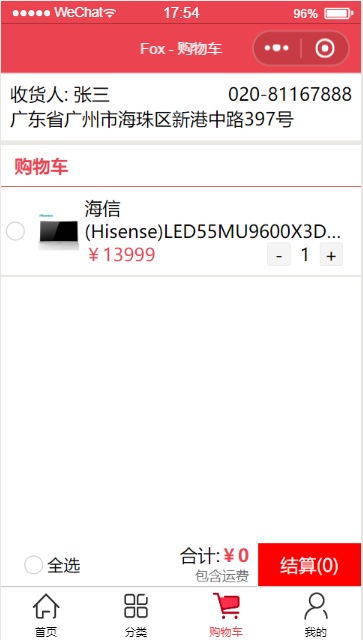 WeChat 17:54 96%
Fox - 购物车
收货人: 张三 020-81167888
广东省广州市海珠区新港中路397号
购物车
Hisense
海信
(Hisense)LED55MU9600X3D...
￥13999 - 1 +
合计:￥0
全选 包含运费 结算(0)
首页 分类 购物车 我的